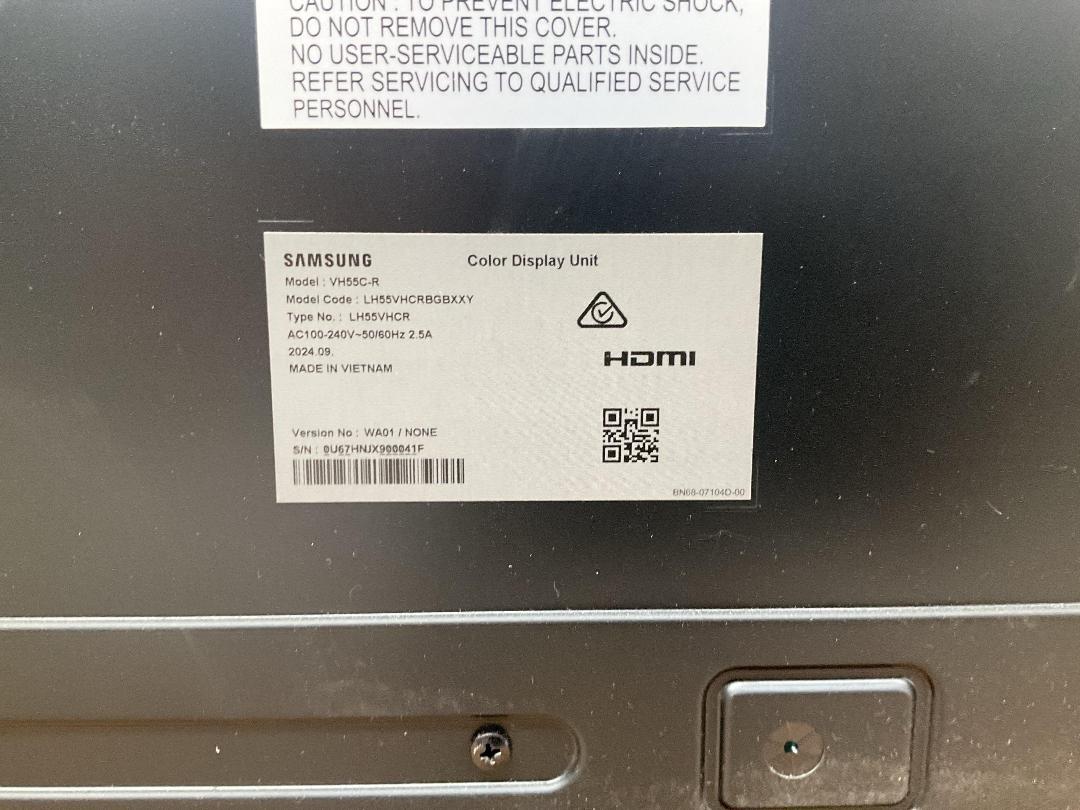 CAUTION : TO PREVENT ELECTRIC SHOCK,
DO NOT REMOVE THIS COVER.
NO USER-SERVICEABLE PARTS INSIDE.
REFER SERVICING TO QUALIFIED SERVICE
PERSONNEL.
SAMSUNG
Color Display Unit
Model : VH55C-R
Model Code : LH55VHCRBGBXXY
Type No. : LH55VHCR
AC100-240V~50/60Hz 2.5A
2024.09.
MADE IN VIETNAM
HDMI
Version No : WA01 / NONE
S/N : 0U67HNJX900041F
BN68-07104D-00